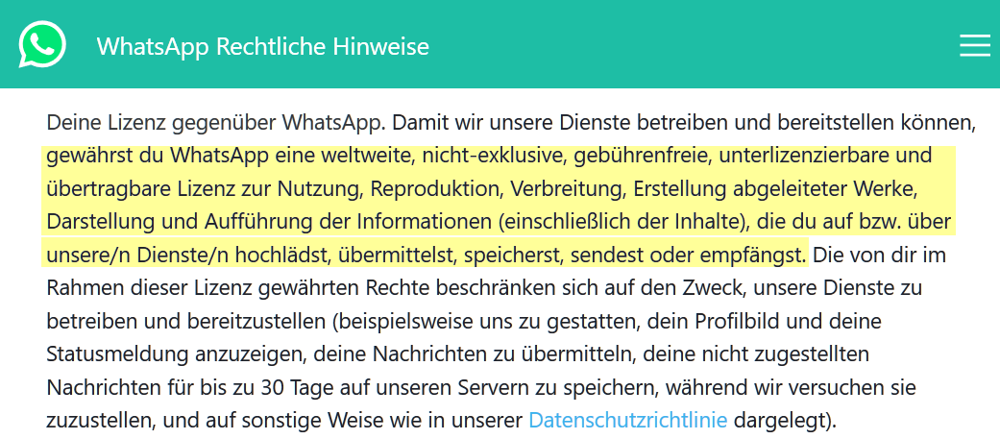 WhatsApp Rechtliche Hinweise
Deine Lizenz gegenüber WhatsApp. Damit wir unsere Dienste betreiben und bereitstellen können,
gewährst du WhatsApp eine weltweite, nicht-exklusive, gebührenfreie, unterlizenzierbare und
übertragbare Lizenz zur Nutzung, Reproduktion, Verbreitung, Erstellung abgeleiteter Werke,
Darstellung und Aufführung der Informationen (einschließlich der Inhalte), die du auf bzw. über
unsere/n Dienste/n hochlädst, übermittelst, speicherst, sendest oder empfängst. Die von dir im
Rahmen dieser Lizenz gewährten Rechte beschränken sich auf den Zweck, unsere Dienste zu
betreiben und bereitzustellen (beispielsweise uns zu gestatten, dein Profilbild und deine
Statusmeldung anzuzeigen, deine Nachrichten zu übermitteln, deine nicht zugestellten
Nachrichten für bis zu 30 Tage auf unseren Servern zu speichern, während wir versuchen sie
zuzustellen, und auf sonstige Weise wie in unserer Datenschutzrichtlinie dargelegt).